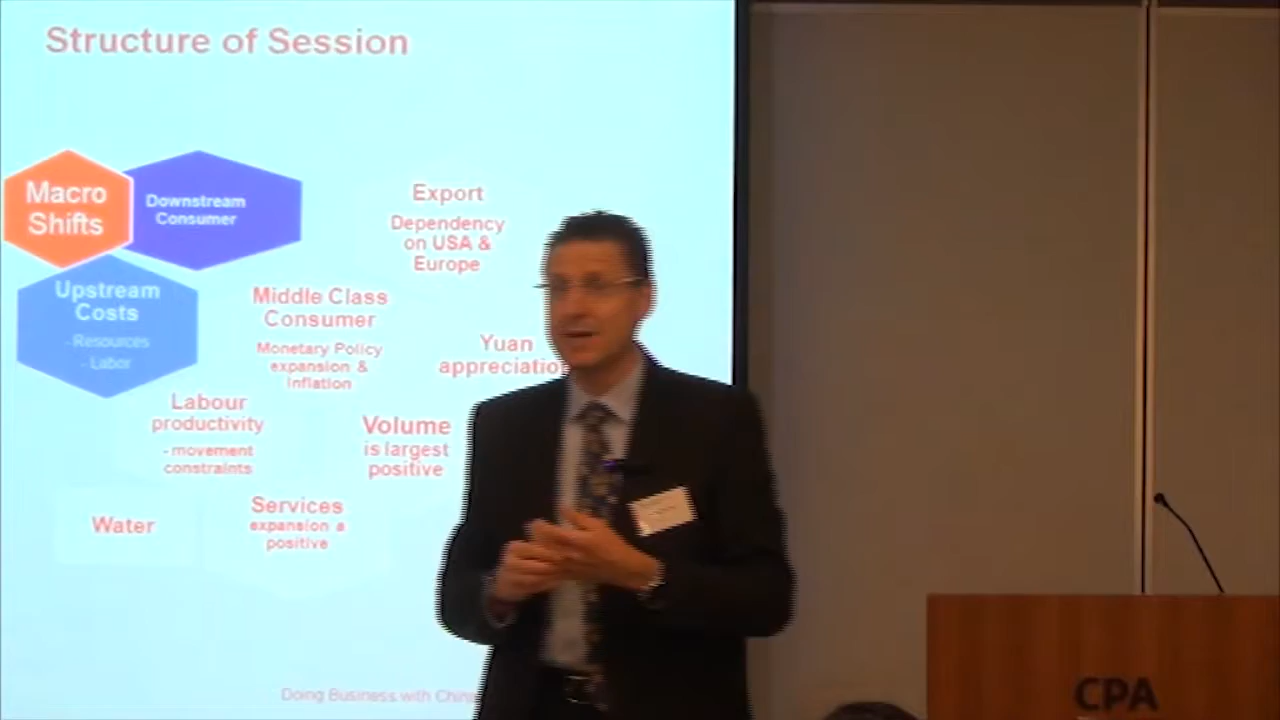 Structure of Session
Macro
Shifts
Downstream
Consumer
Export
Dependency
on USA &
Europe
Upstream
Costs
- Resources
- Labor
Middle Class
Consumer
Monetary Policy
expansion &
Inflation
Yuan
appreciatio
Labour
productivity
- movement
constraints
Volume
is largest
positive
Water
Services
expansion a
positive
Doing Business with China
CPA